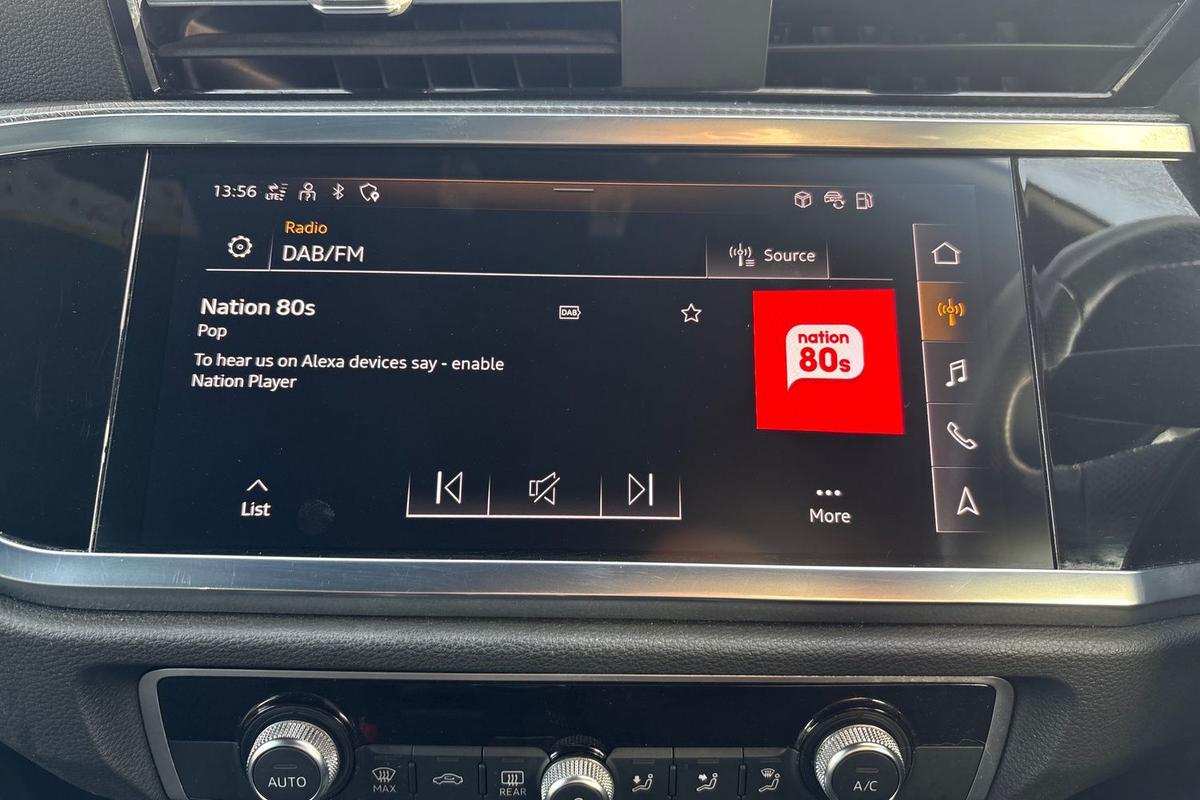 13:56 LTE
Radio
DAB/FM
Source
Nation 80s
DAB
Pop
To hear us on Alexa devices say - enable
Nation Player
nation
80s
List
More
AUTO
MAX
REAR
A/C